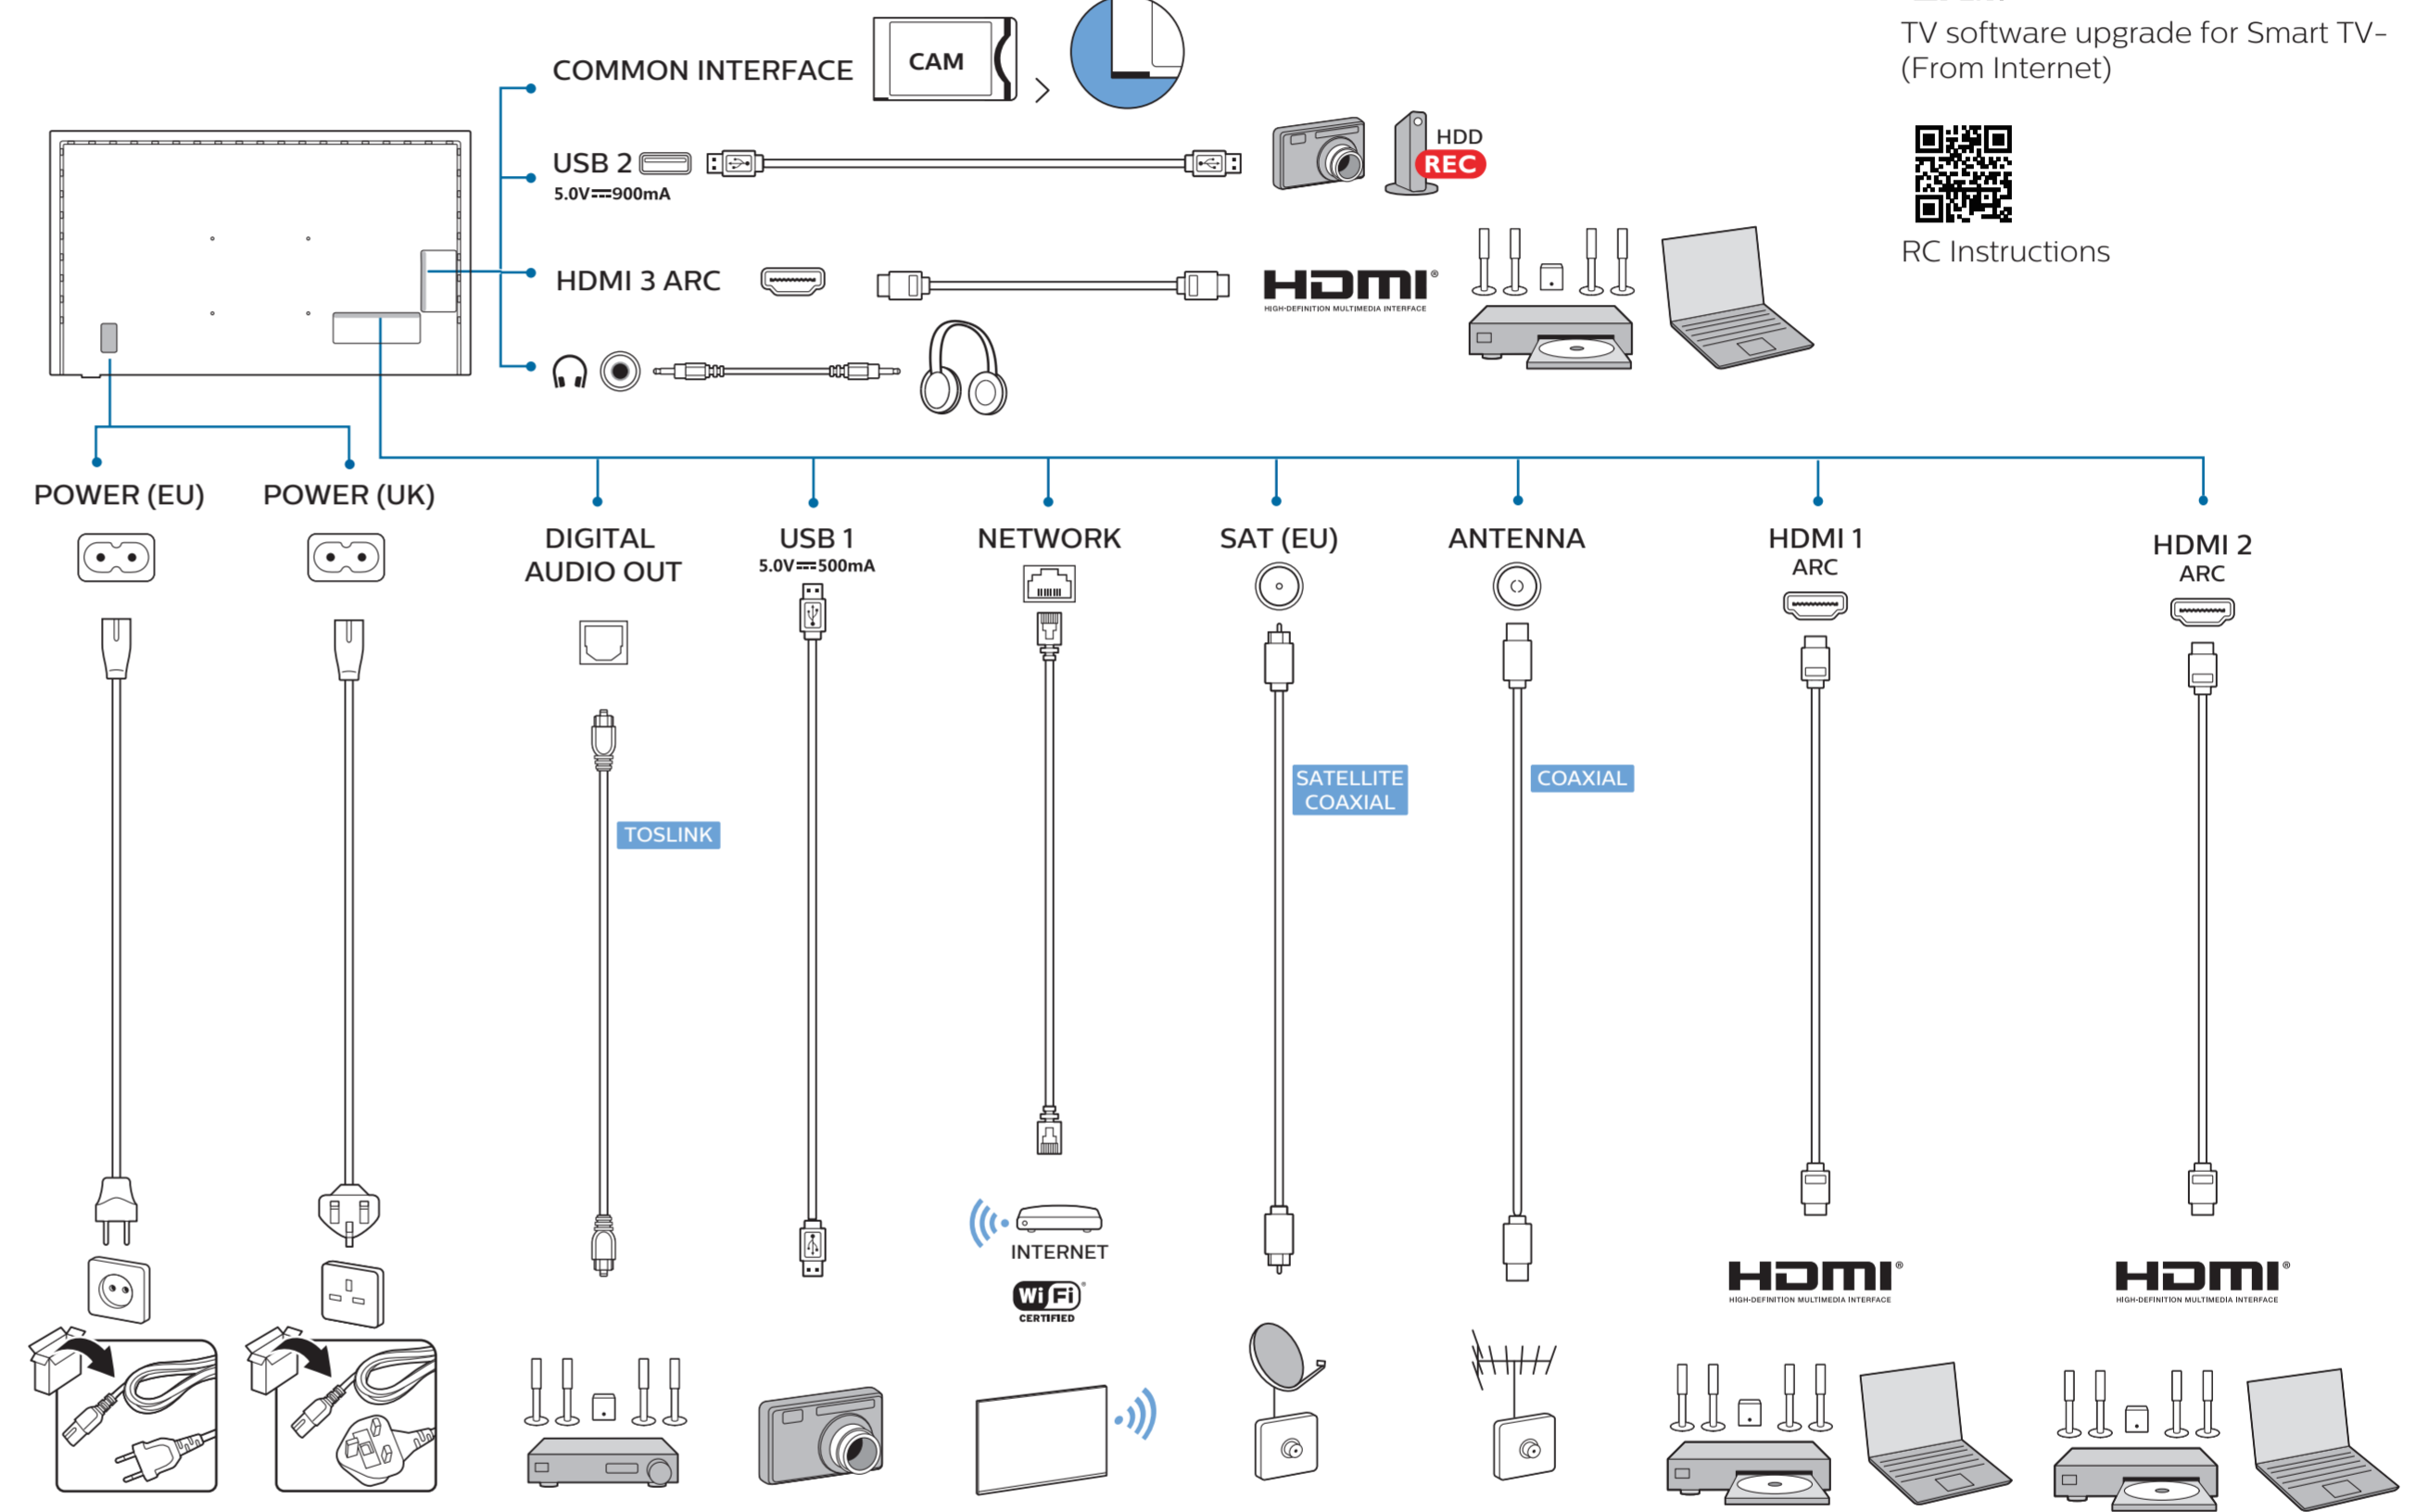 TV software upgrade for Smart TV-
(From Internet)
RC Instructions
COMMON INTERFACE
CAM
USB 2
5.0V⎓900mA
HDD
REC
HDMI 3 ARC
HDMI®
HIGH-DEFINITION MULTIMEDIA INTERFACE
POWER (EU)
POWER (UK)
DIGITAL
AUDIO OUT
TOSLINK
USB 1
5.0V⎓500mA
NETWORK
INTERNET
Wi Fi®
CERTIFIED
SAT (EU)
SATELLITE
COAXIAL
ANTENNA
COAXIAL
HDMI 1
ARC
HDMI®
HIGH-DEFINITION MULTIMEDIA INTERFACE
HDMI 2
ARC
HDMI®
HIGH-DEFINITION MULTIMEDIA INTERFACE